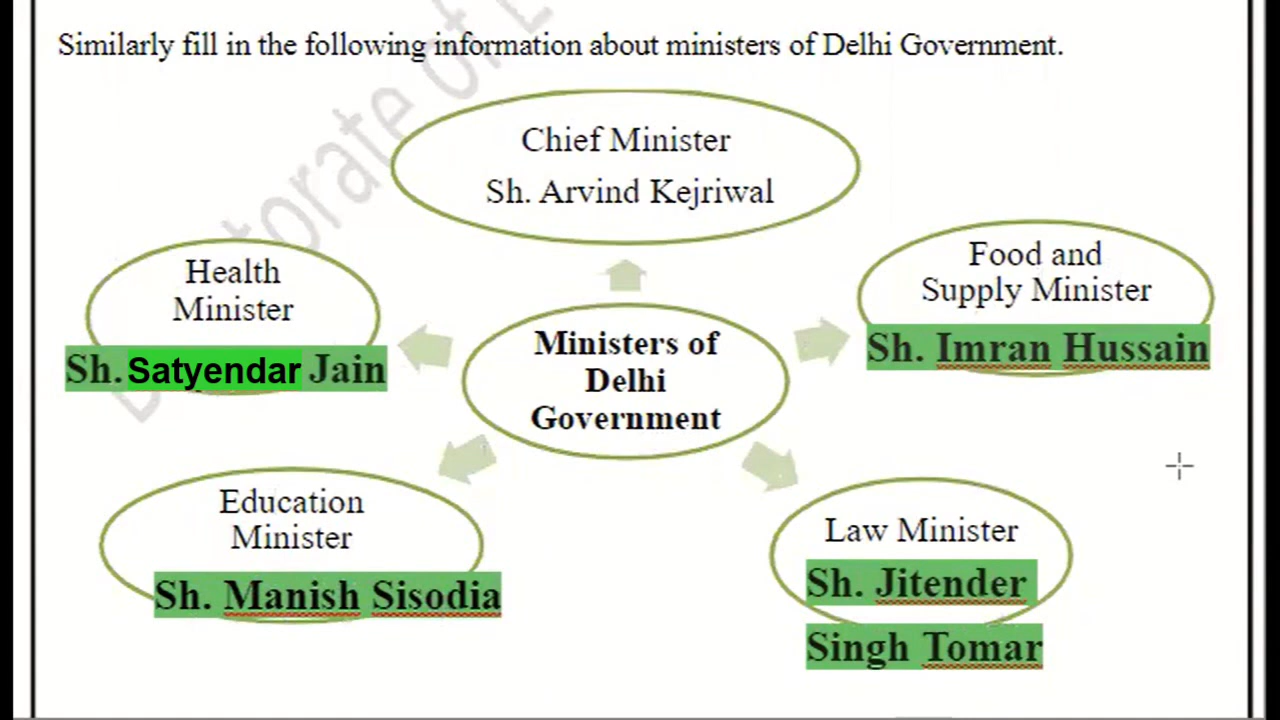 Similarly fill in the following information about ministers of Delhi Government.
Chief Minister
Sh. Arvind Kejriwal
Health
Minister
Sh. Satyendar Jain
Food and
Supply Minister
Sh. Imran Hussain
Ministers of
Delhi
Government
Education
Minister
Sh. Manish Sisodia
Law Minister
Sh. Jitender
Singh Tomar